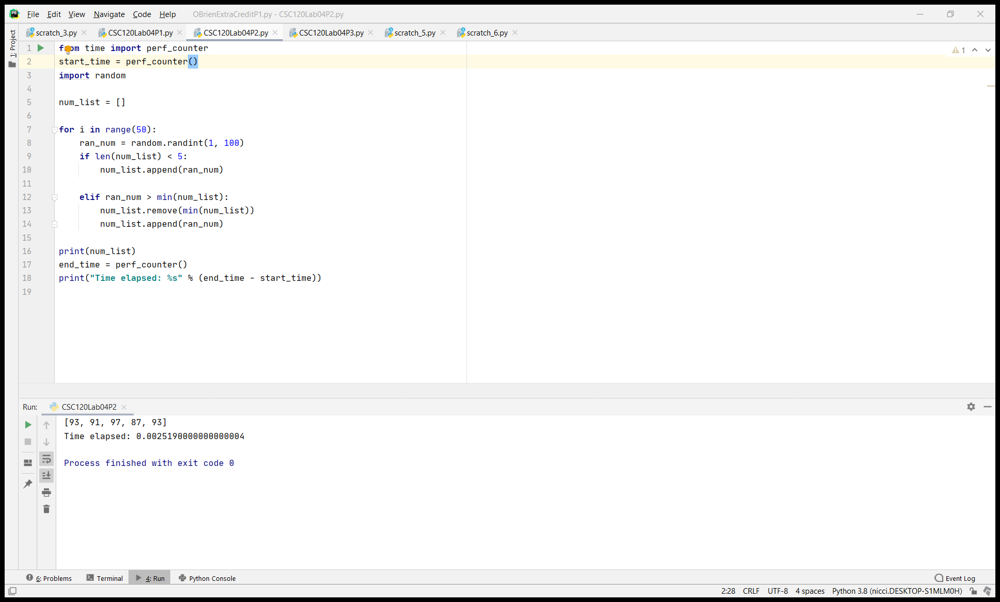 File Edit View Navigate Code Help OBrienExtraCreditP1.py - CSC120Lab04P2.py
scratch_3.py CSC120Lab04P1.py CSC120Lab04P2.py CSC120Lab04P3.py scratch_5.py scratch_6.py
1: Project
1 from time import perf_counter
1
2 start_time = perf_counter()
3 import random
4
5 num_list = []
6
7 for i in range(50):
8     ran_num = random.randint(1, 100)
9     if len(num_list) < 5:
10         num_list.append(ran_num)
11
12     elif ran_num > min(num_list):
13         num_list.remove(min(num_list))
14         num_list.append(ran_num)
15
16 print(num_list)
17 end_time = perf_counter()
18 print("Time elapsed: %s" % (end_time - start_time))
19
Run: CSC120Lab04P2
[93, 91, 97, 87, 93]
Time elapsed: 0.0025190000000000004
Process finished with exit code 0
6: Problems Terminal 4: Run Python Console Event Log
2:28 CRLF UTF-8 4 spaces Python 3.8 (nicci.DESKTOP-S1MLM0H)